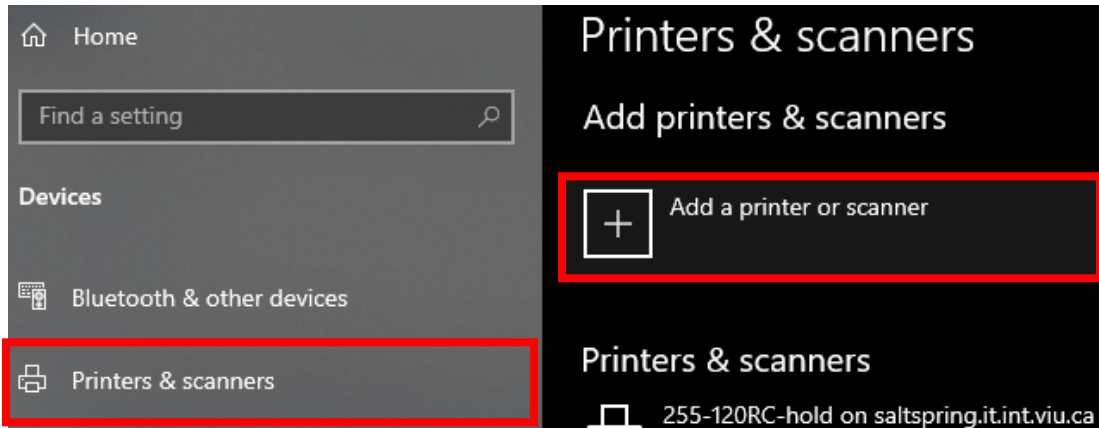 Home
Find a setting
Devices
Bluetooth & other devices
Printers & scanners
Printers & scanners
Add printers & scanners
Add a printer or scanner
Printers & scanners
255-120RC-hold on saltspring.it.int.viu.ca